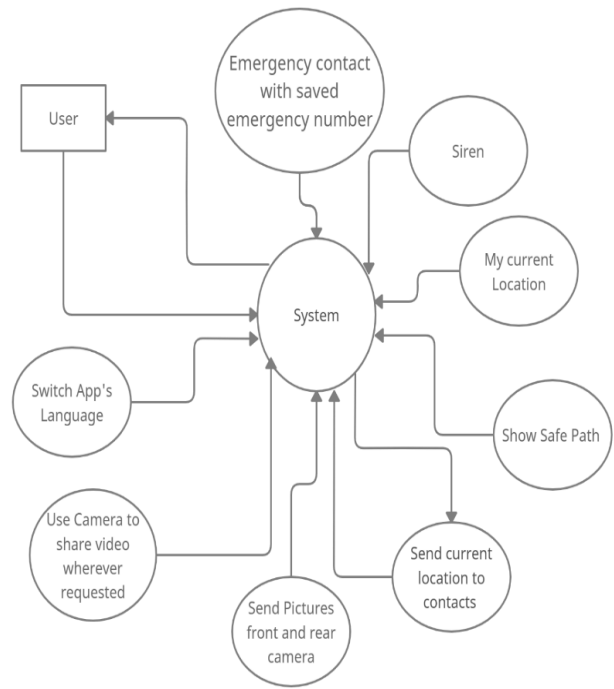 Emergency contact
with saved
emergency number
User
Siren
My current
Location
System
Switch App's
Language
Show Safe Path
Use Camera to
share video
wherever
requested
Send current
location to
contacts
Send Pictures
front and rear
camera